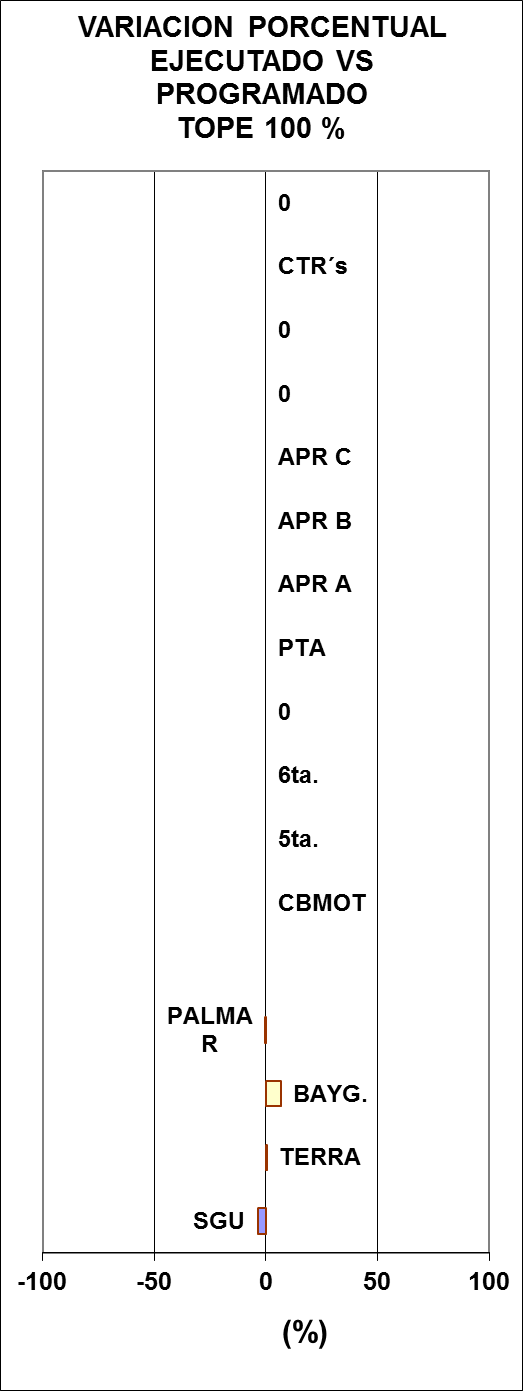 VARIACION PORCENTUAL
EJECUTADO VS
PROGRAMADO
TOPE 100 %
0
CTR´s
0
0
APR C
APR B
APR A
PTA
0
6ta.
5ta.
CBMOT
PALMA
R
BAYG.
TERRA
SGU
-100 -50 0 50 100
(%)